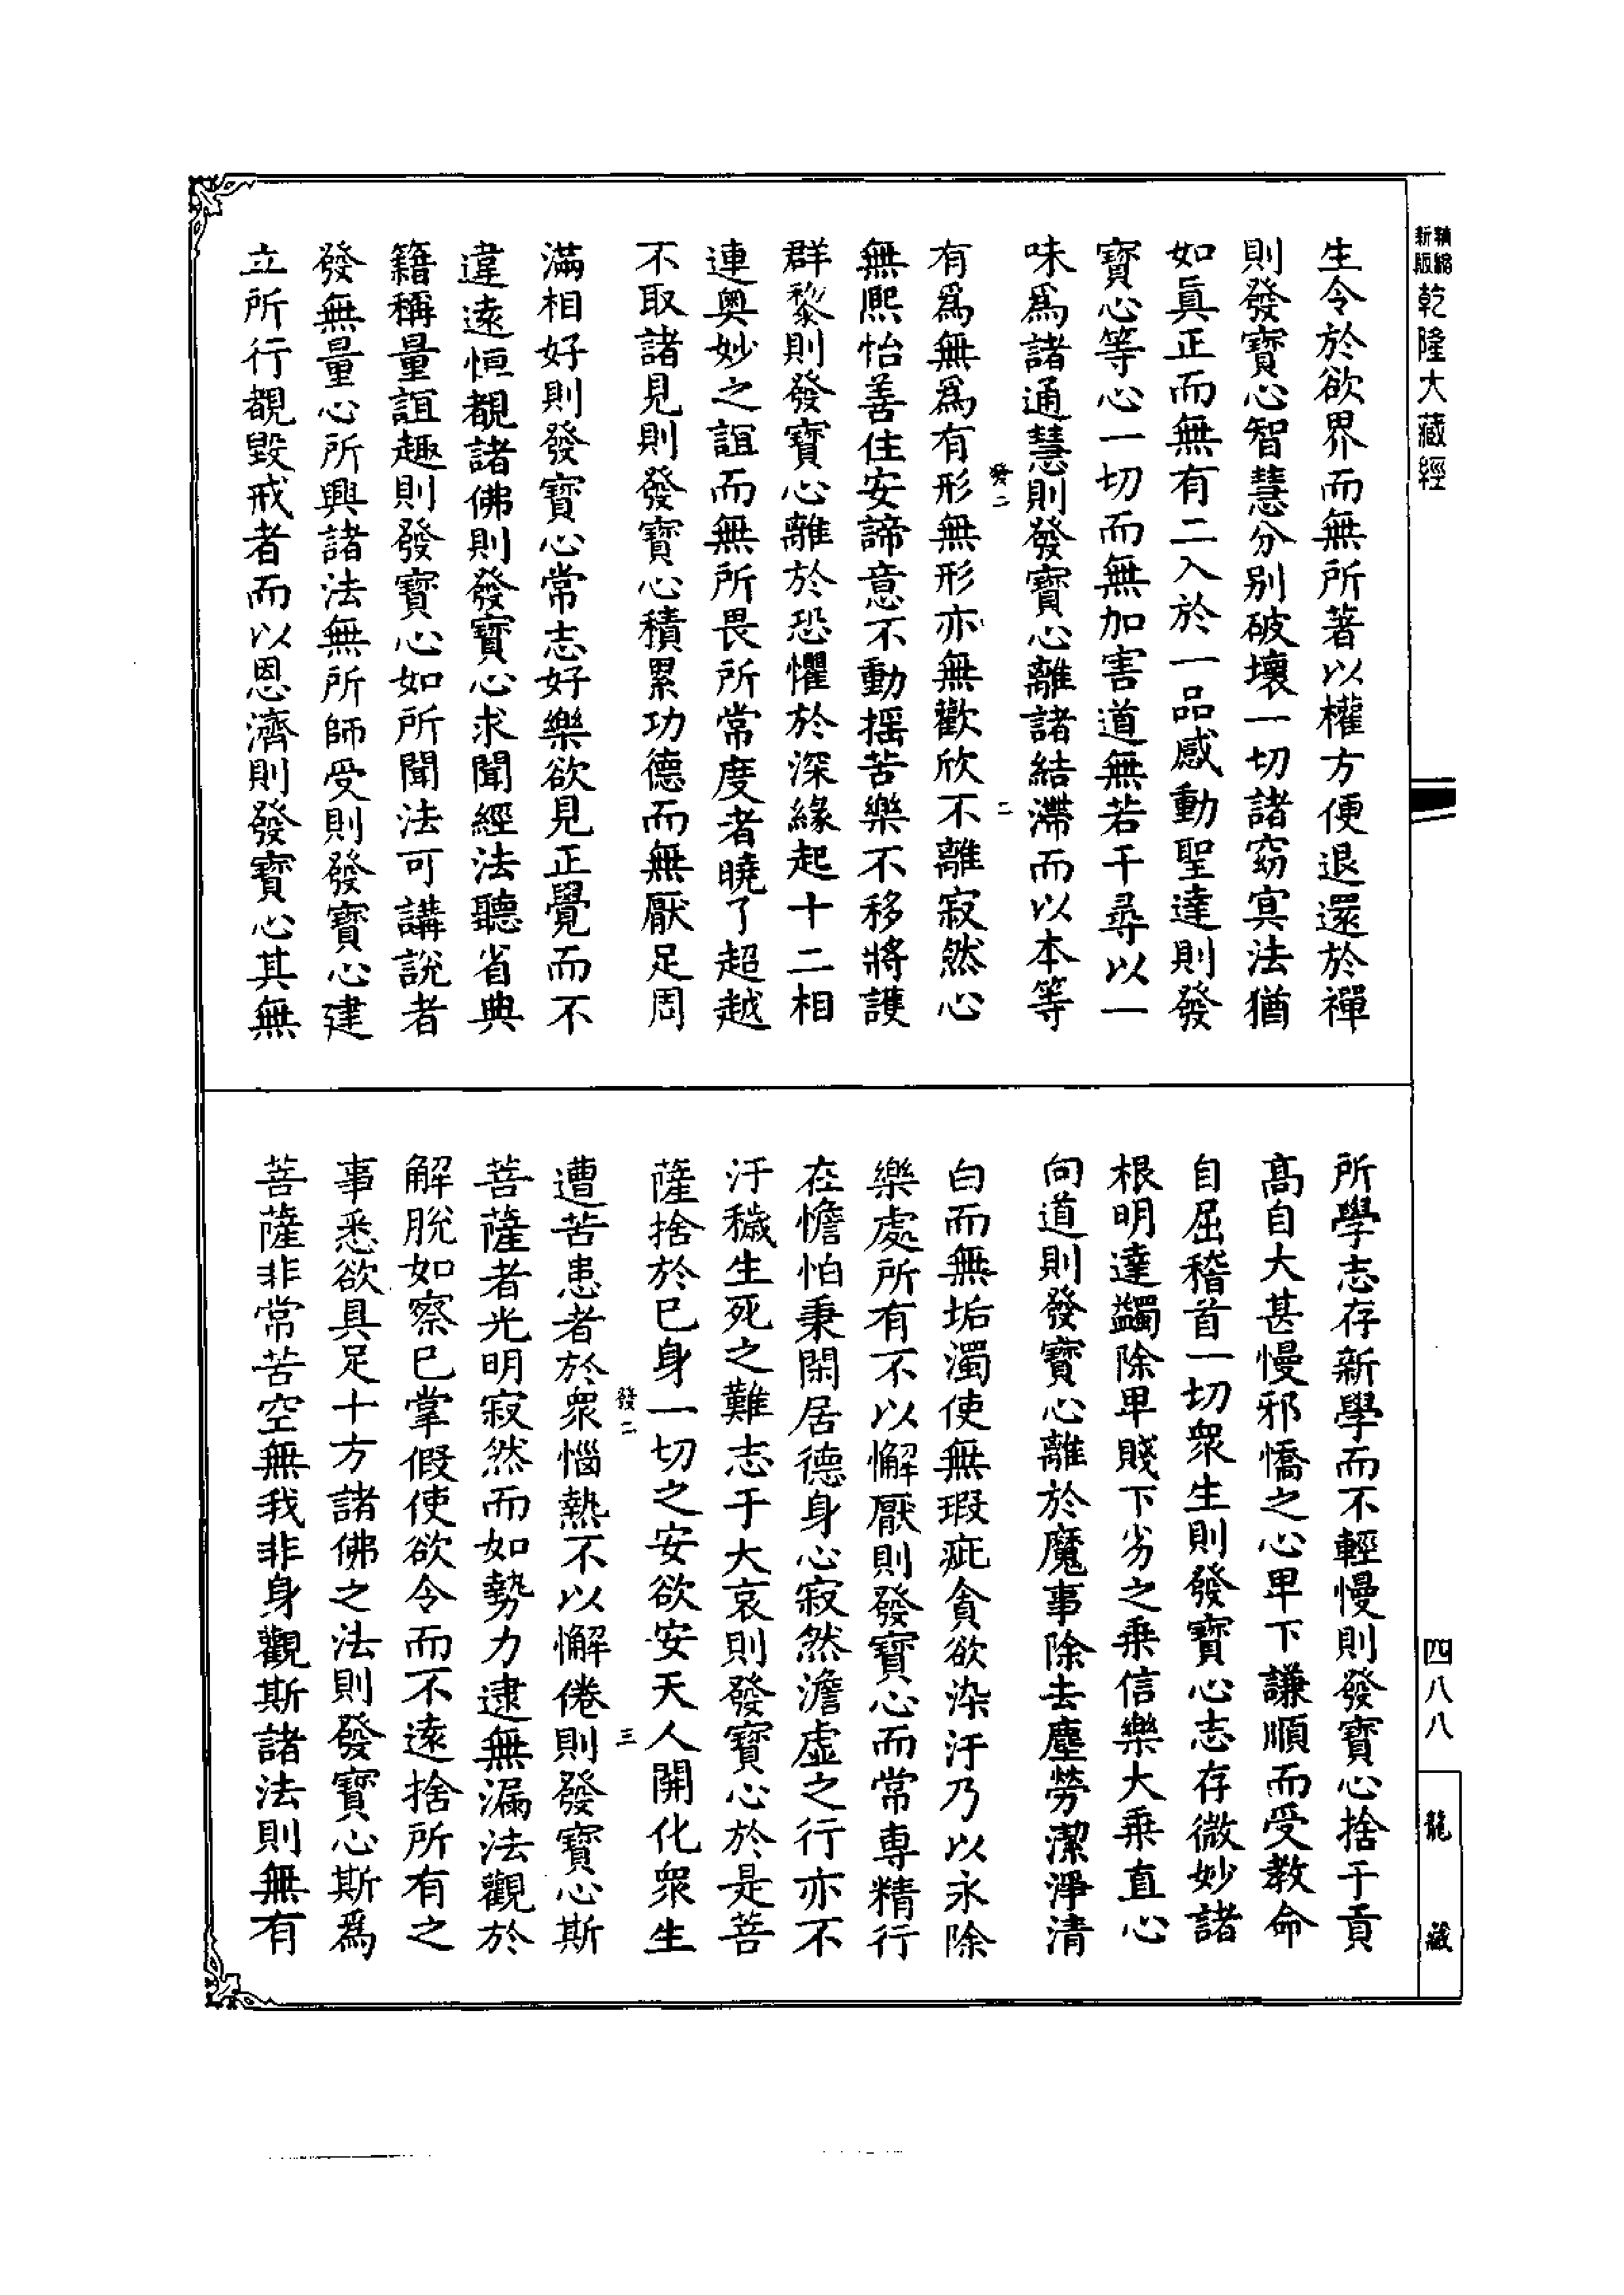 精縮新版乾隆大藏經
生令於欲界而無所著以權方便退還於禪
則發寶心智慧分别破壞一切諸窈冥法猶
如眞正而無有二入於一品感動聖達則發
寶心等心一切而無加害道無若干尋以一
味爲諸通慧則發寶心離諸結滯而以本等
發二
二
有爲無爲有形無形亦無歡欣不離寂然心
無熈怡善住安諦意不動揺苦樂不移將護
群黎則發寶心離於恐懼於深緣起十二相
連奥妙之誼而無所畏所常度者曉了超越
不取諸見則發寶心積累功德而無厭足周
滿相好則發寶心常志好樂欲見正覺而不
違遠恒覩諸佛則發寶心求聞經法聽省典
籍稱量誼趣則發寶心如所聞法可講說者
發無量心所興諸法無所師受則發寶心建
立所行覩毀戒者而以恩濟則發寶心其無
所學志存新學而不輕慢則發寶心捨于貢
髙自大甚慢邪憍之心甲下謙順而受教命
自屈稽首一切衆生則發寶心志存微妙諸
根明達蠲除甲賤下劣之乗信樂大乗直心
向道則發寶心離於魔事除去塵勞潔淨清
白而無垢濁使無瑕疵貪欲染汙乃以永除
樂處所有不以懈厭則發寶心而常専精行
在憺怕秉閑居德身心寂然澹虚之行亦不
汙穢生死之難志于大哀則發寶心於是菩
薩捨於已身一切之安欲安天人開化衆生
發二
三
遭苦患者於衆惱熱不以懈倦則發寶心斯
菩薩者光明寂然而如勢力逮無漏法觀於
解脫如察已掌假使欲令而不遠捨所有之
事悉欲具足十方諸佛之法則發寶心斯爲
菩薩非常苦空無我非身觀斯諸法則無有
四八八
龍藏